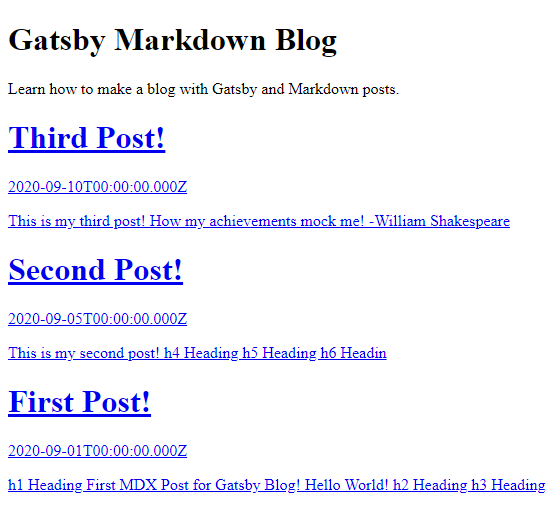 Gatsby Markdown Blog
Learn how to make a blog with Gatsby and Markdown posts.
Third Post!
2020-09-10T00:00:00.000Z
This is my third post! How my achievements mock me! -William Shakespeare
Second Post!
2020-09-05T00:00:00.000Z
This is my second post! h4 Heading h5 Heading h6 Headin
First Post!
2020-09-01T00:00:00.000Z
h1 Heading First MDX Post for Gatsby Blog! Hello World! h2 Heading h3 Heading